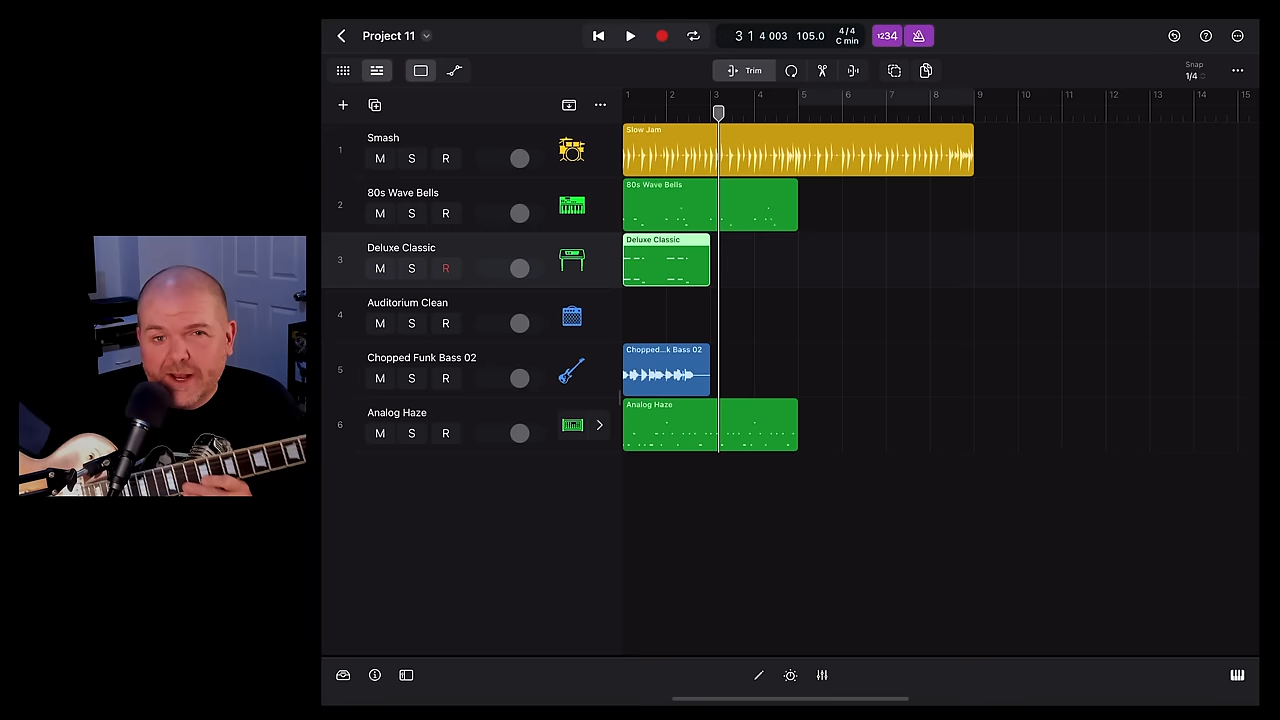 Project 11
3 1 4 003 105.0 4/4 C min
1234
Trim
Snap
1/4
1 2 3 4 5 6 7 8 9 10 11 12 13 14 15
1
Smash
M S R
Slow Jam
2
80s Wave Bells
M S R
80s Wave Bells
3
Deluxe Classic
M S R
Deluxe Classic
4
Auditorium Clean
M S R
5
Chopped Funk Bass 02
M S R
Chopped...k Bass 02
6
Analog Haze
M S R
Analog Haze